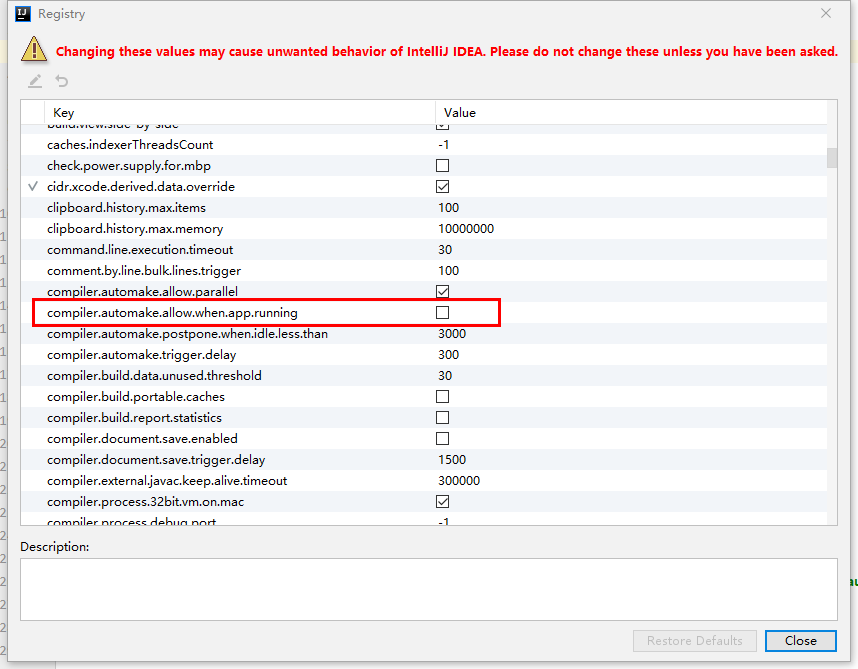 Registry
Changing these values may cause unwanted behavior of IntelliJ IDEA. Please do not change these unless you have been asked.
Key Value
build.view.side-by-side
caches.indexerThreadsCount -1
check.power.supply.for.mbp
cidr.xcode.derived.data.override
clipboard.history.max.items 100
clipboard.history.max.memory 10000000
command.line.execution.timeout 30
comment.by.line.bulk.lines.trigger 100
compiler.automake.allow.parallel
compiler.automake.allow.when.app.running
compiler.automake.postpone.when.idle.less.than 3000
compiler.automake.trigger.delay 300
compiler.build.data.unused.threshold 30
compiler.build.portable.caches
compiler.build.report.statistics
compiler.document.save.enabled
compiler.document.save.trigger.delay 1500
compiler.external.javac.keep.alive.timeout 300000
compiler.process.32bit.vm.on.mac
compiler.process.debug.port -1
Description:
Restore Defaults Close